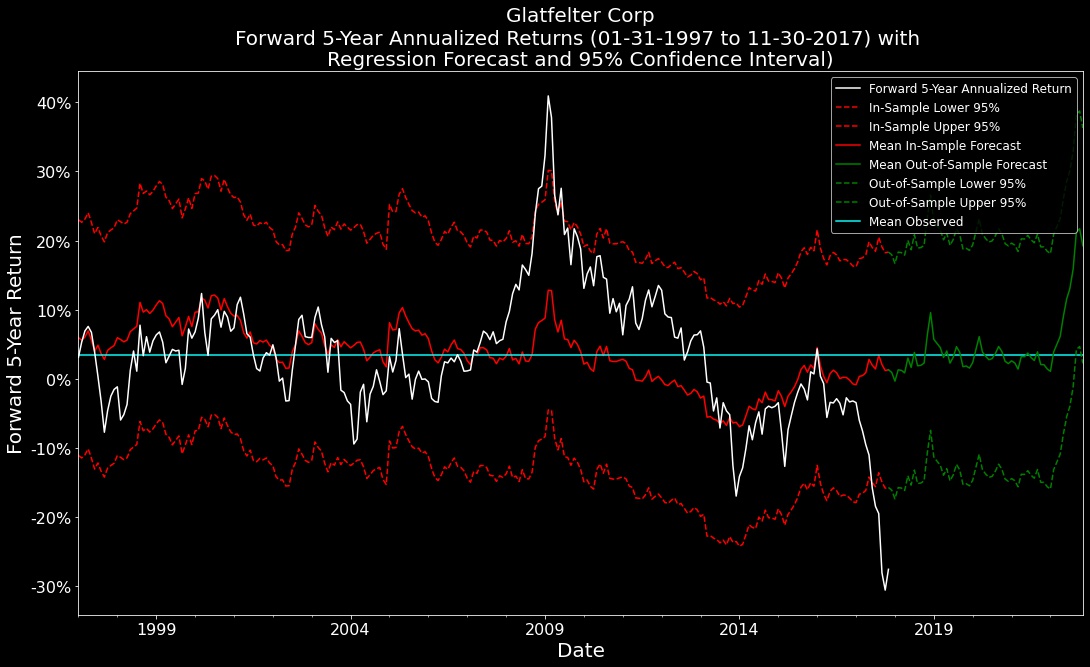 Glatfelter Corp
Forward 5-Year Annualized Returns (01-31-1997 to 11-30-2017) with
Regression Forecast and 95% Confidence Interval)
Forward 5-Year Annualized Return
In-Sample Lower 95%
In-Sample Upper 95%
Mean In-Sample Forecast
Mean Out-of-Sample Forecast
Out-of-Sample Lower 95%
Out-of-Sample Upper 95%
Mean Observed
Forward 5-Year Return
40%
30%
20%
10%
0%
-10%
-20%
-30%
1999 2004 2009 2014 2019
Date